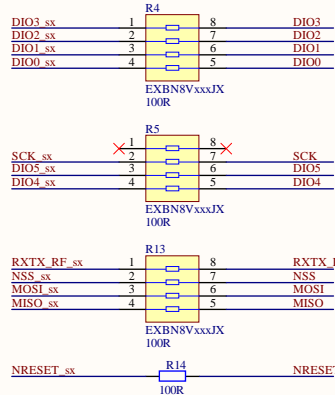 R4
DIO3_sx 1 8 DIO3
DIO2_sx 2 7 DIO2
DIO1_sx 3 6 DIO1
DIO0_sx 4 5 DIO0
EXBN8VxxxJX
100R
R5
1 8
SCK_sx 2 7 SCK
DIO5_sx 3 6 DIO5
DIO4_sx 4 5 DIO4
EXBN8VxxxJX
100R
R13
RXTX_RF_sx 1 8 RXTX_
NSS_sx 2 7 NSS
MOSI_sx 3 6 MOSI
MISO_sx 4 5 MISO
EXBN8VxxxJX
100R
R14
NRESET_sx NRESET
100R